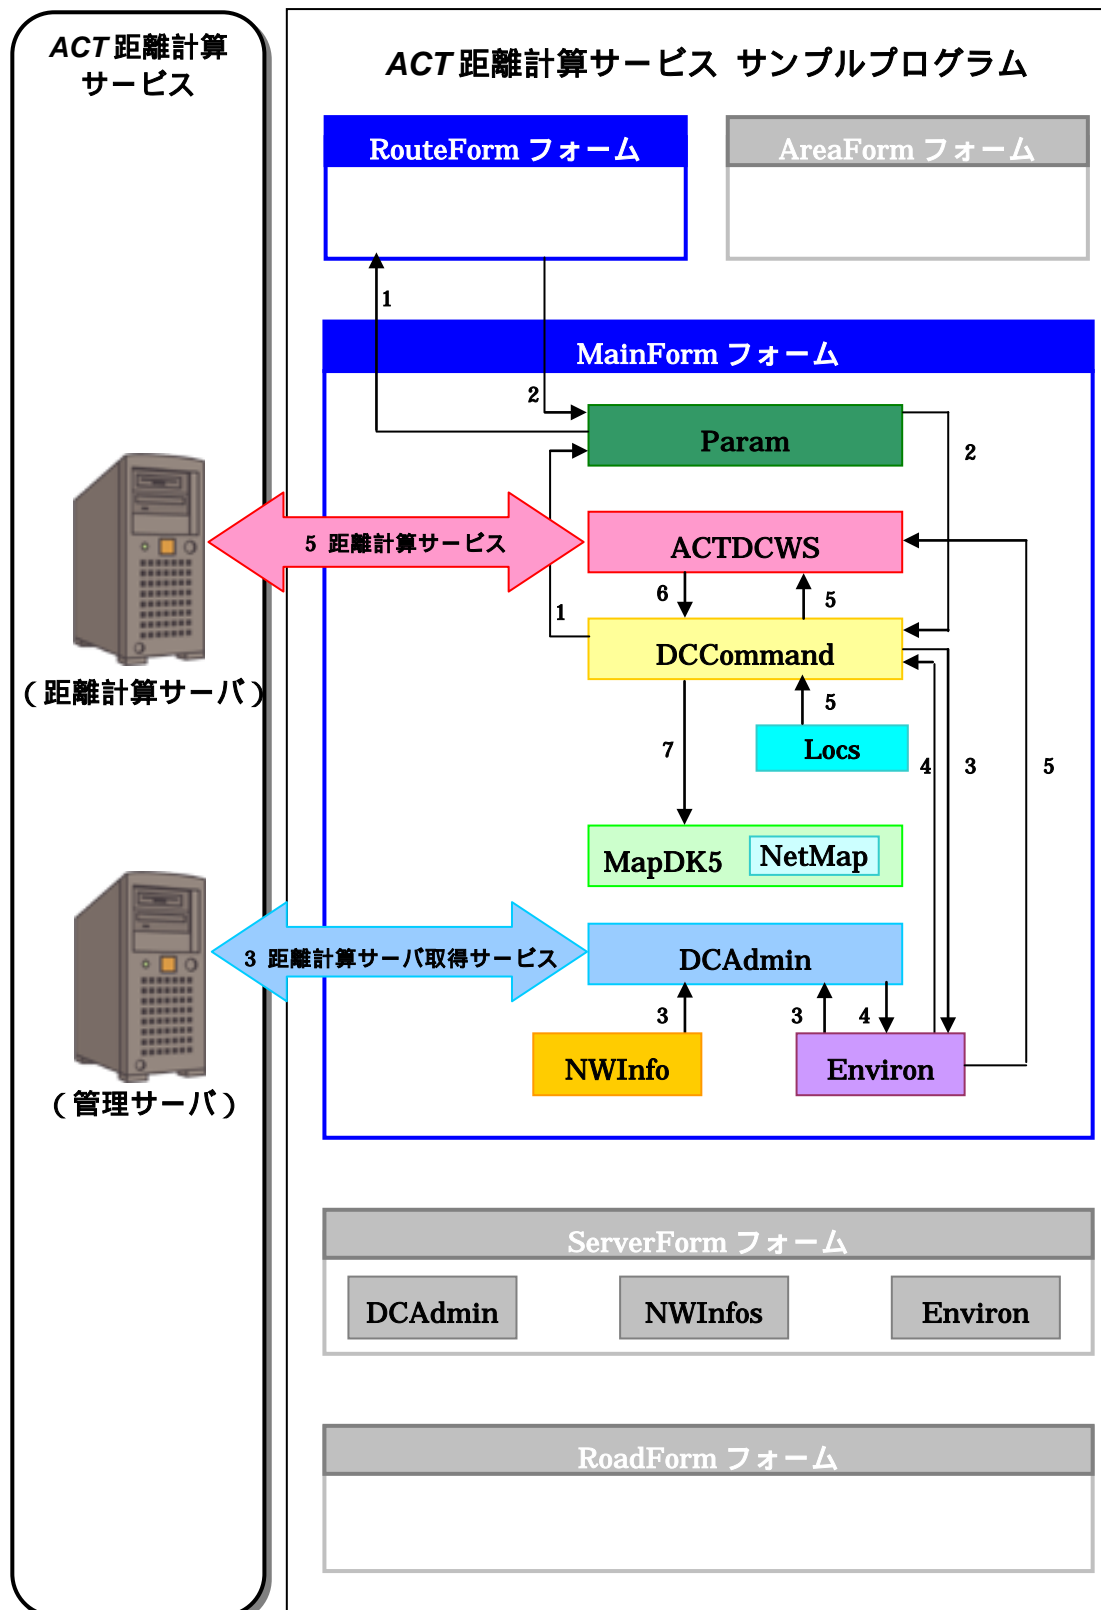 ACT 距離計算
サービス
ACT 距離計算サービス サンプルプログラム
RouteForm フォーム
AreaForm フォーム
1
MainForm フォーム
2
Param
2
5 距離計算サービス
ACTDCWS
6
5
1
DCCommand
(距離計算サーバ)
5
7
Locs
4
3
5
MapDK5
NetMap
3 距離計算サーバ取得サービス
DCAdmin
3
3
4
NWInfo
Environ
(管理サーバ)
ServerForm フォーム
DCAdmin
NWInfos
Environ
RoadForm フォーム